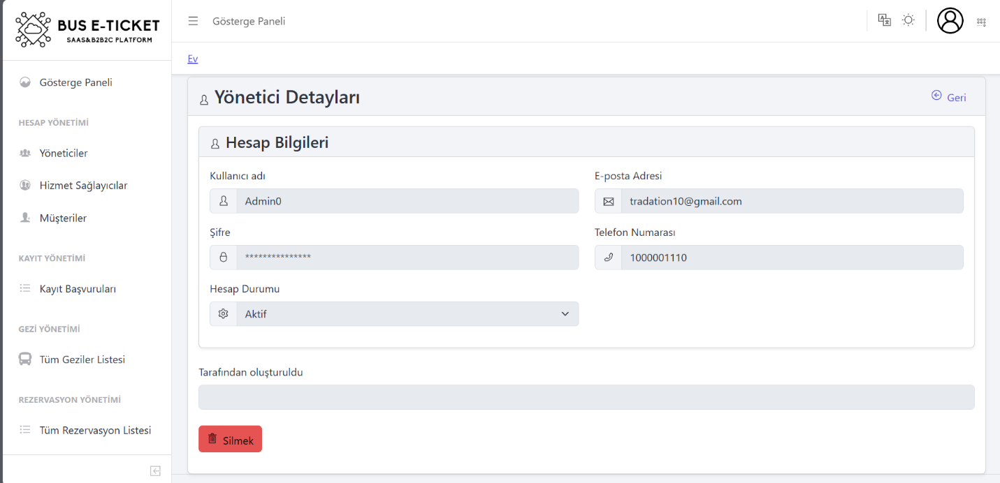 BUS E-TICKET
SAAS&B2B2C PLATFORM
Gösterge Paneli
Ev
Gösterge Paneli
HESAP YÖNETİMİ
Yöneticiler
Hizmet Sağlayıcılar
Müşteriler
KAYIT YÖNETİMİ
Kayıt Başvuruları
GEZİ YÖNETİMİ
Tüm Geziler Listesi
REZERVASYON YÖNETİMİ
Tüm Rezervasyon Listesi
Yönetici Detayları
Geri
Hesap Bilgileri
Kullanıcı adı
Admin0
E-posta Adresi
tradation10@gmail.com
Şifre
***************
Telefon Numarası
1000001110
Hesap Durumu
Aktif
Tarafından oluşturuldu
Silmek